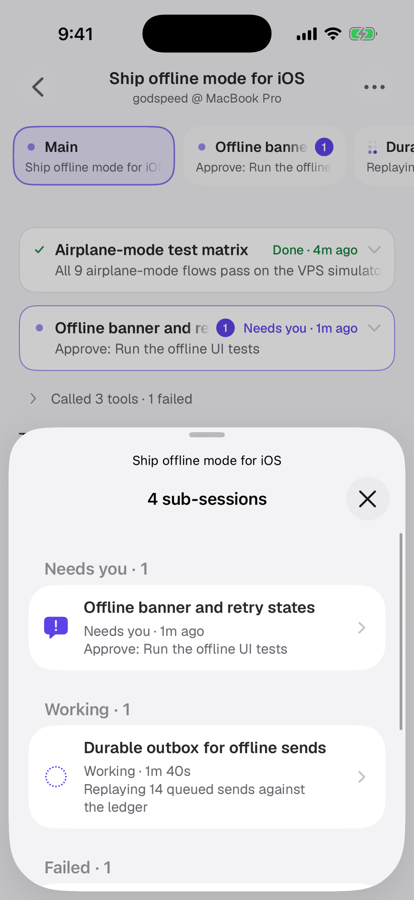 9:41
Ship offline mode for iOS
godspeed @ MacBook Pro
Main
Ship offline mode for iOS
Offline banne 1
Approve: Run the offline
Dura
Replayin
Airplane-mode test matrix Done · 4m ago
All 9 airplane-mode flows pass on the VPS simulato
Offline banner and re 1 Needs you · 1m ago
Approve: Run the offline UI tests
Called 3 tools · 1 failed
Ship offline mode for iOS
4 sub-sessions
Needs you · 1
Offline banner and retry states
Needs you · 1m ago
Approve: Run the offline UI tests
Working · 1
Durable outbox for offline sends
Working · 1m 40s
Replaying 14 queued sends against
the ledger
Failed · 1